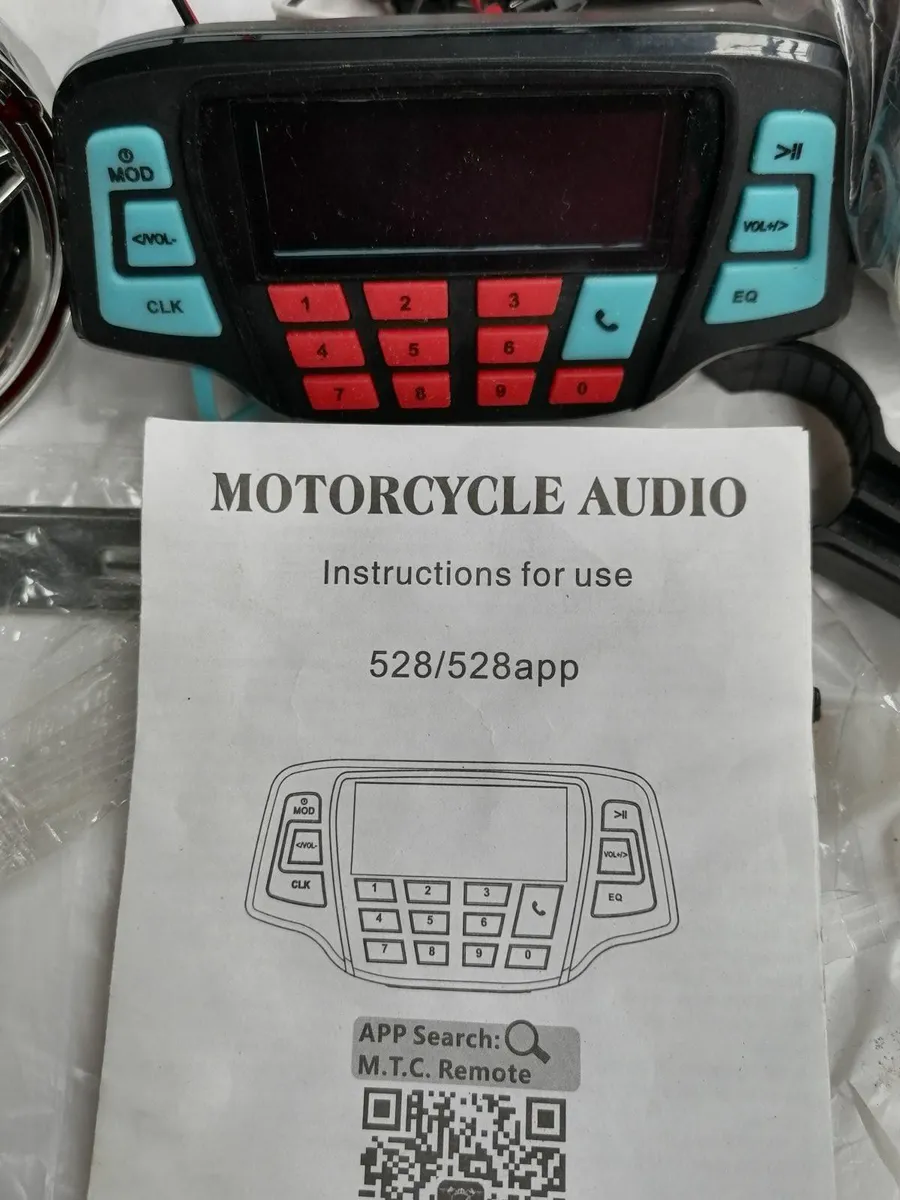 MOD
>II
</VOL-
VOL+/>
CLK
EQ
1 2 3
4 5 6
7 8 9 0
MOTORCYCLE AUDIO
Instructions for use
528/528app
MOD
>II
</VOL-
VOL+/>
CLK
EQ
1 2 3
4 5 6
7 8 9 0
APP Search:
M.T.C. Remote